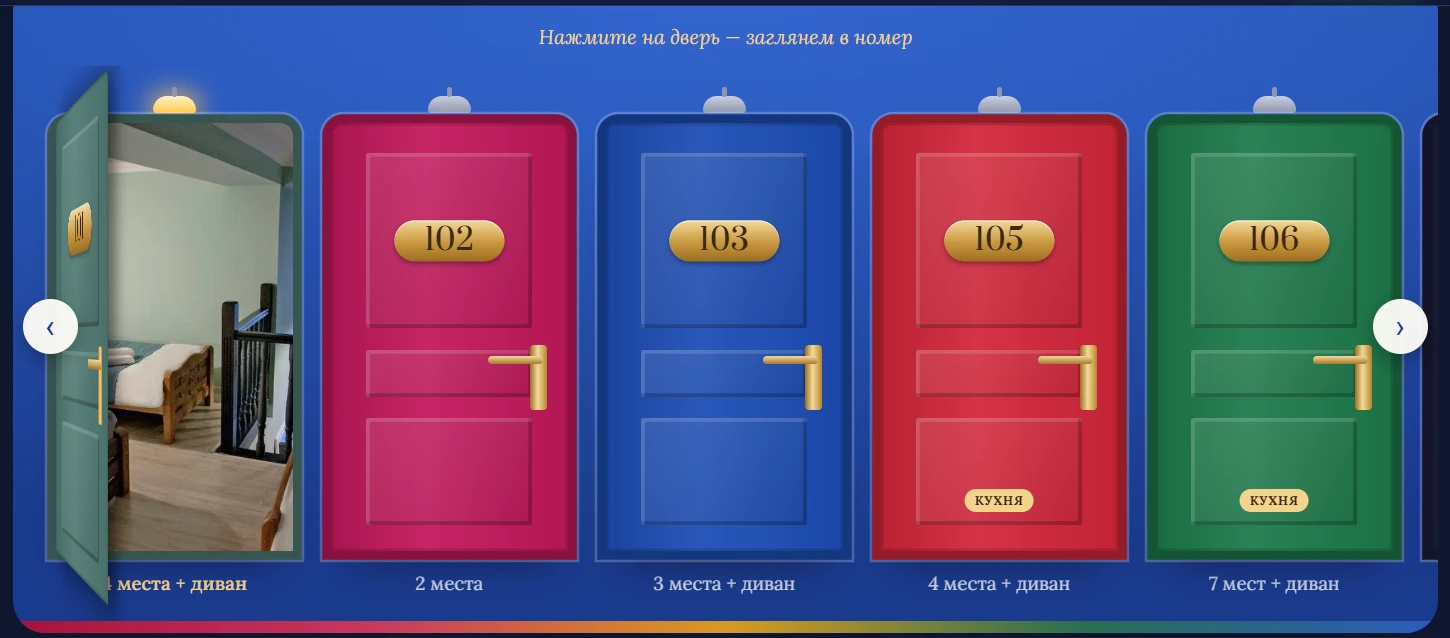 Нажмите на дверь — заглянем в номер
102
103
105
106
КУХНЯ
КУХНЯ
места + диван
2 места
3 места + диван
4 места + диван
7 мест + диван